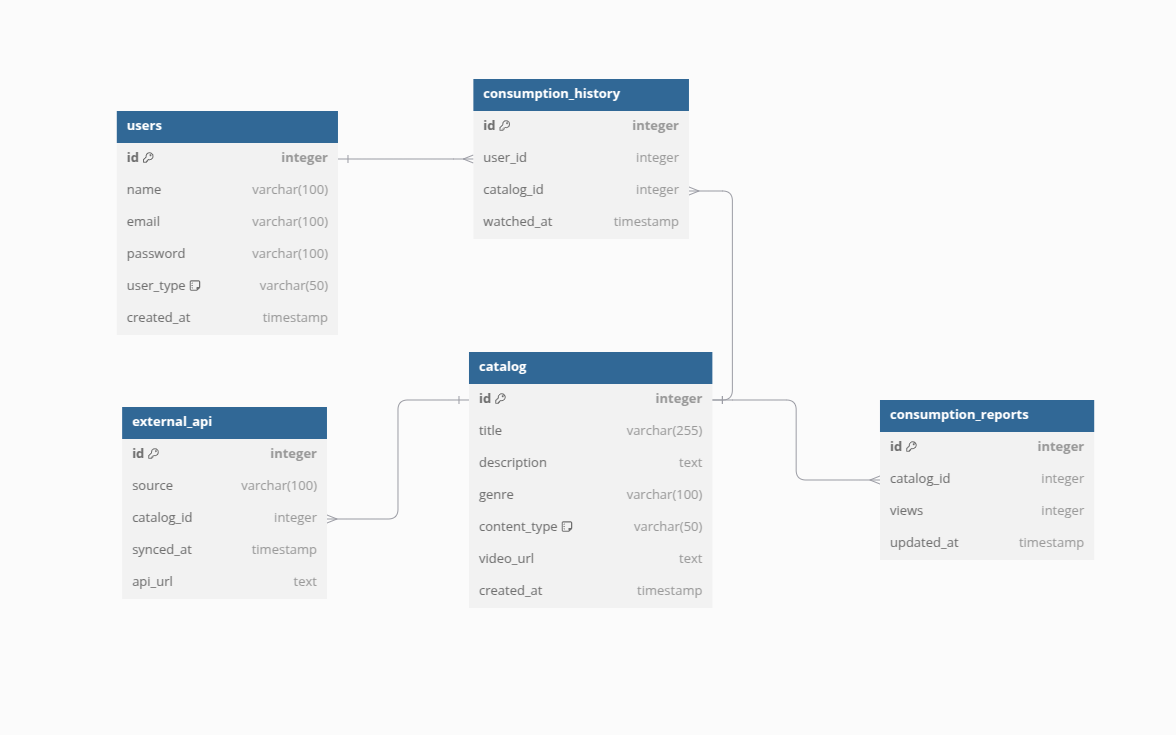 users
id integer
name varchar(100)
email varchar(100)
password varchar(100)
user_type varchar(50)
created_at timestamp
consumption_history
id integer
user_id integer
catalog_id integer
watched_at timestamp
external_api
id integer
source varchar(100)
catalog_id integer
synced_at timestamp
api_url text
catalog
id integer
title varchar(255)
description text
genre varchar(100)
content_type varchar(50)
video_url text
created_at timestamp
consumption_reports
id integer
catalog_id integer
views integer
updated_at timestamp